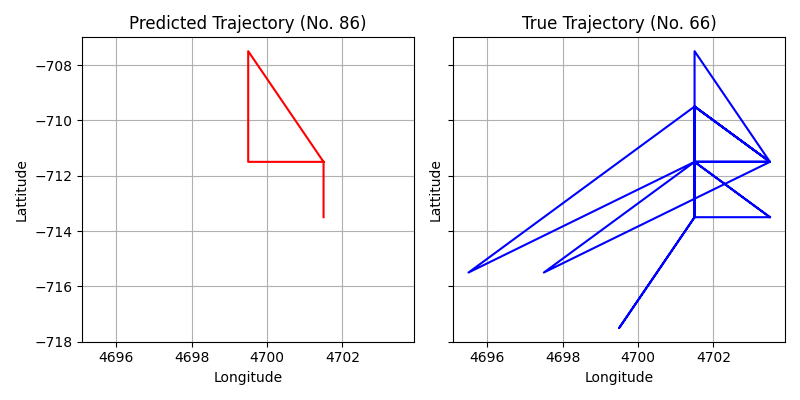 Predicted Trajectory (No. 86)
True Trajectory (No. 66)
Lattitude
−708
−710
−712
−714
−716
−718
4696
4698
4700
4702
Longitude
Lattitude
4696
4698
4700
4702
Longitude